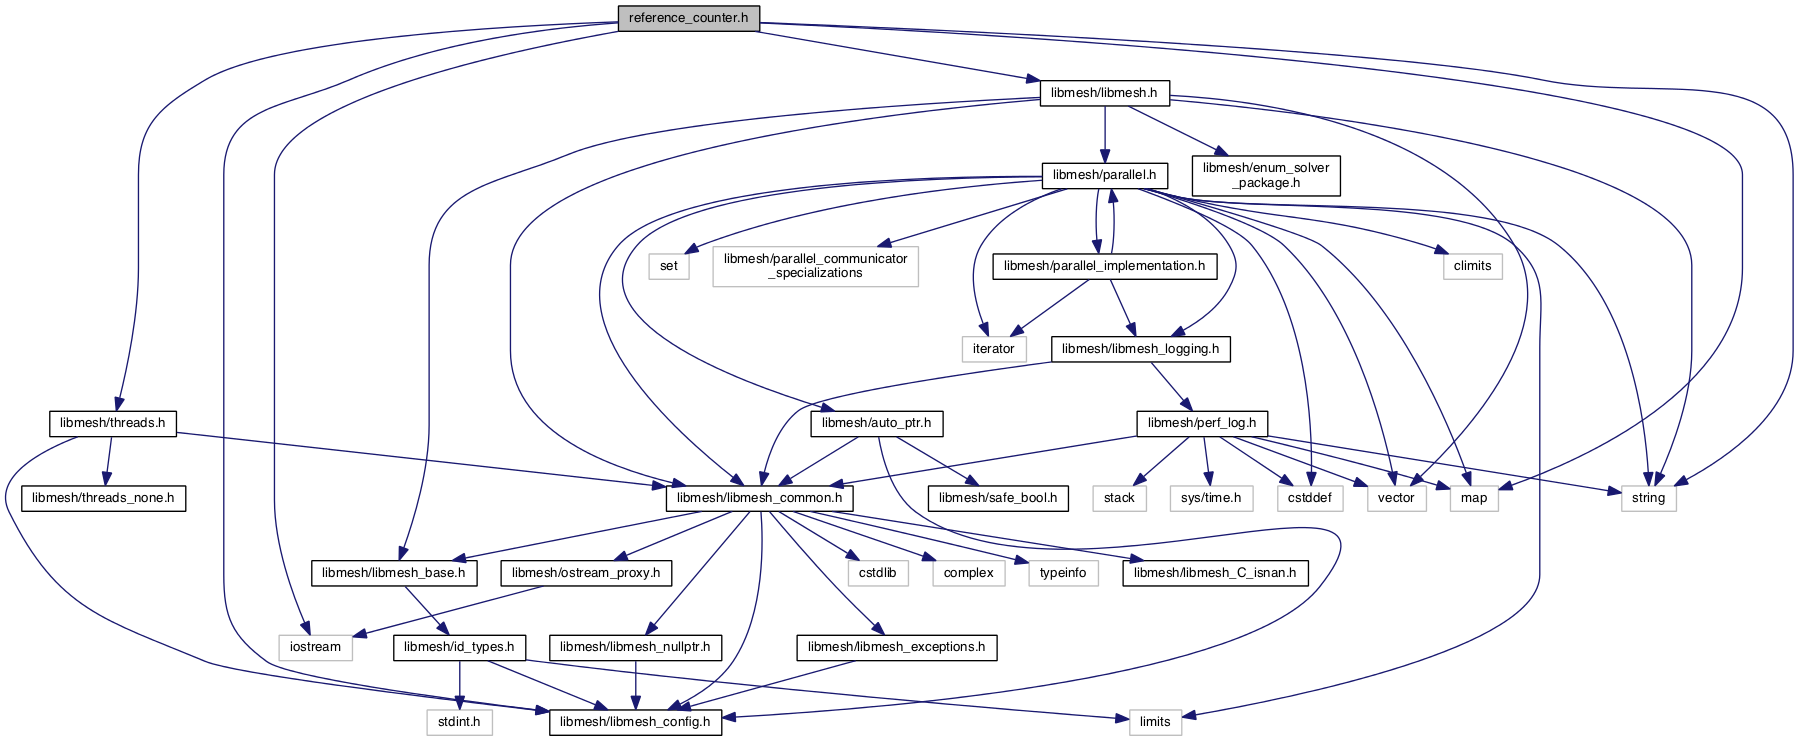 reference_counter.h
libmesh/libmesh.h
libmesh/parallel.h
libmesh/enum_solver
_package.h
set
libmesh/parallel_communicator
_specializations
libmesh/parallel_implementation.h
climits
iterator
libmesh/libmesh_logging.h
libmesh/threads.h
libmesh/auto_ptr.h
libmesh/perf_log.h
libmesh/threads_none.h
libmesh/libmesh_common.h
libmesh/safe_bool.h
stack
sys/time.h
cstddef
vector
map
string
libmesh/libmesh_base.h
libmesh/ostream_proxy.h
cstdlib
complex
typeinfo
libmesh/libmesh_C_isnan.h
iostream
libmesh/id_types.h
libmesh/libmesh_nullptr.h
libmesh/libmesh_exceptions.h
stdint.h
libmesh/libmesh_config.h
limits